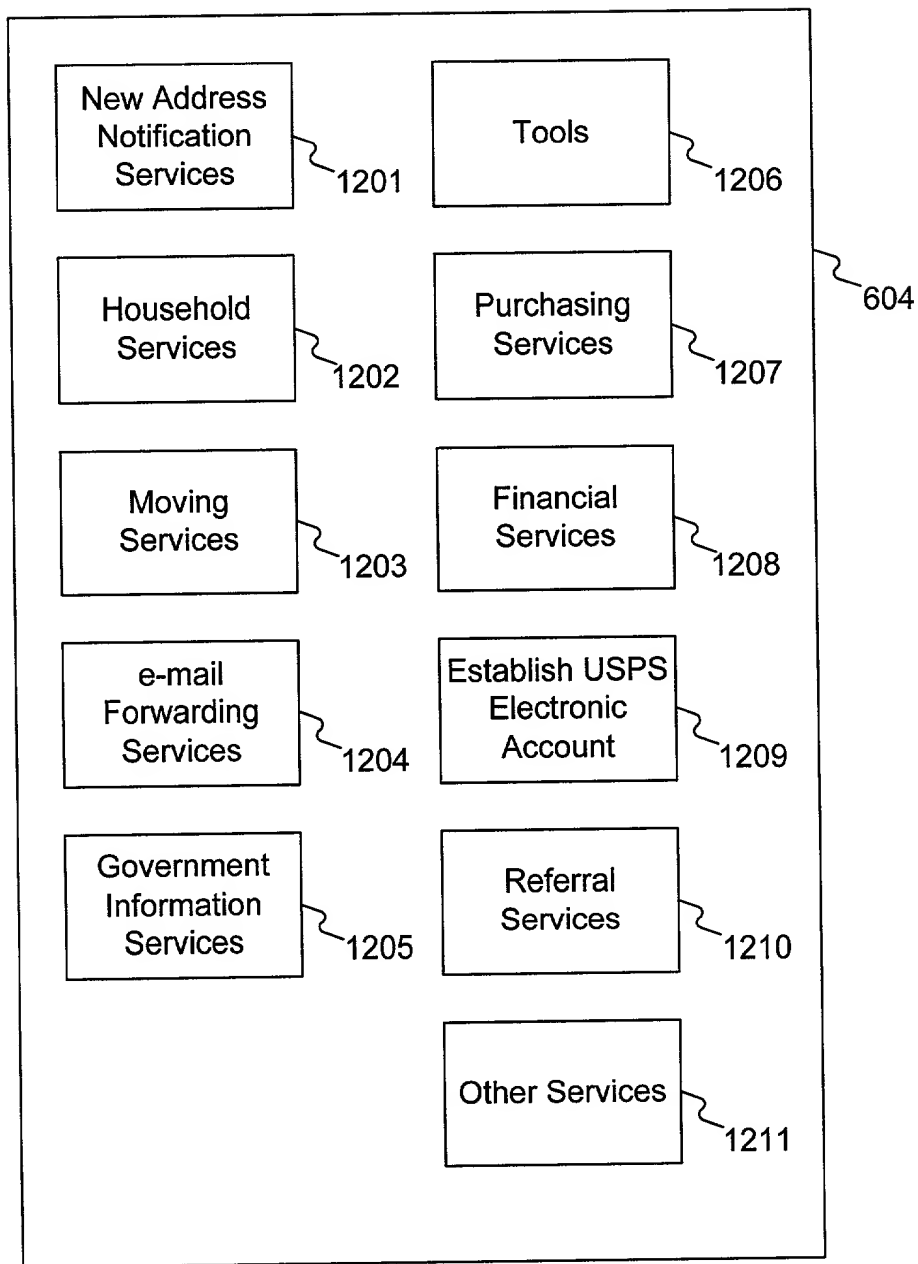 New Address
Notification
Services
1201
Household
Services
1202
Moving
Services
1203
e-mail
Forwarding
Services
1204
Government
Information
Services
1205
Tools
1206
604
Purchasing
Services
1207
Financial
Services
1208
Establish USPS
Electronic
Account
1209
Referral
Services
1210
Other Services
1211